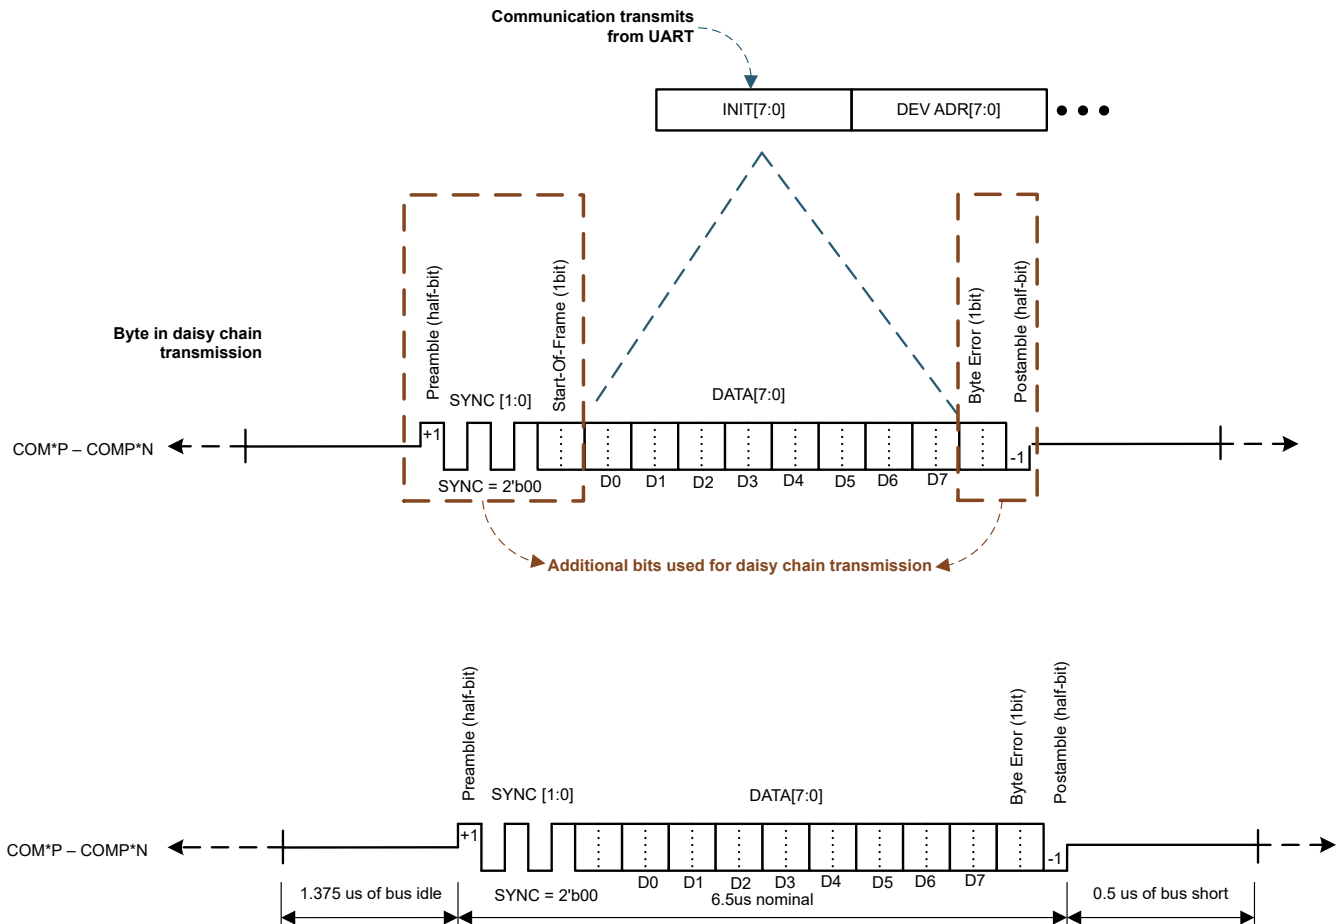 Communication transmits
from UART
INIT[7:0]
DEV ADR[7:0]
Byte in daisy chain
transmission
Preamble (half-bit)
SYNC [1:0]
Start-Of-Frame (1bit)
DATA[7:0]
Byte Error (1bit)
Postamble (half-bit)
COM*P – COMP*N
+1
-1
SYNC = 2'b00
D0
D1
D2
D3
D4
D5
D6
D7
Additional bits used for daisy chain transmission
Preamble (half-bit)
SYNC [1:0]
DATA[7:0]
Byte Error (1bit)
Postamble (half-bit)
COM*P – COMP*N
+1
-1
D0
D1
D2
D3
D4
D5
D6
D7
1.375 us of bus idle
SYNC = 2'b00
6.5us nominal
0.5 us of bus short